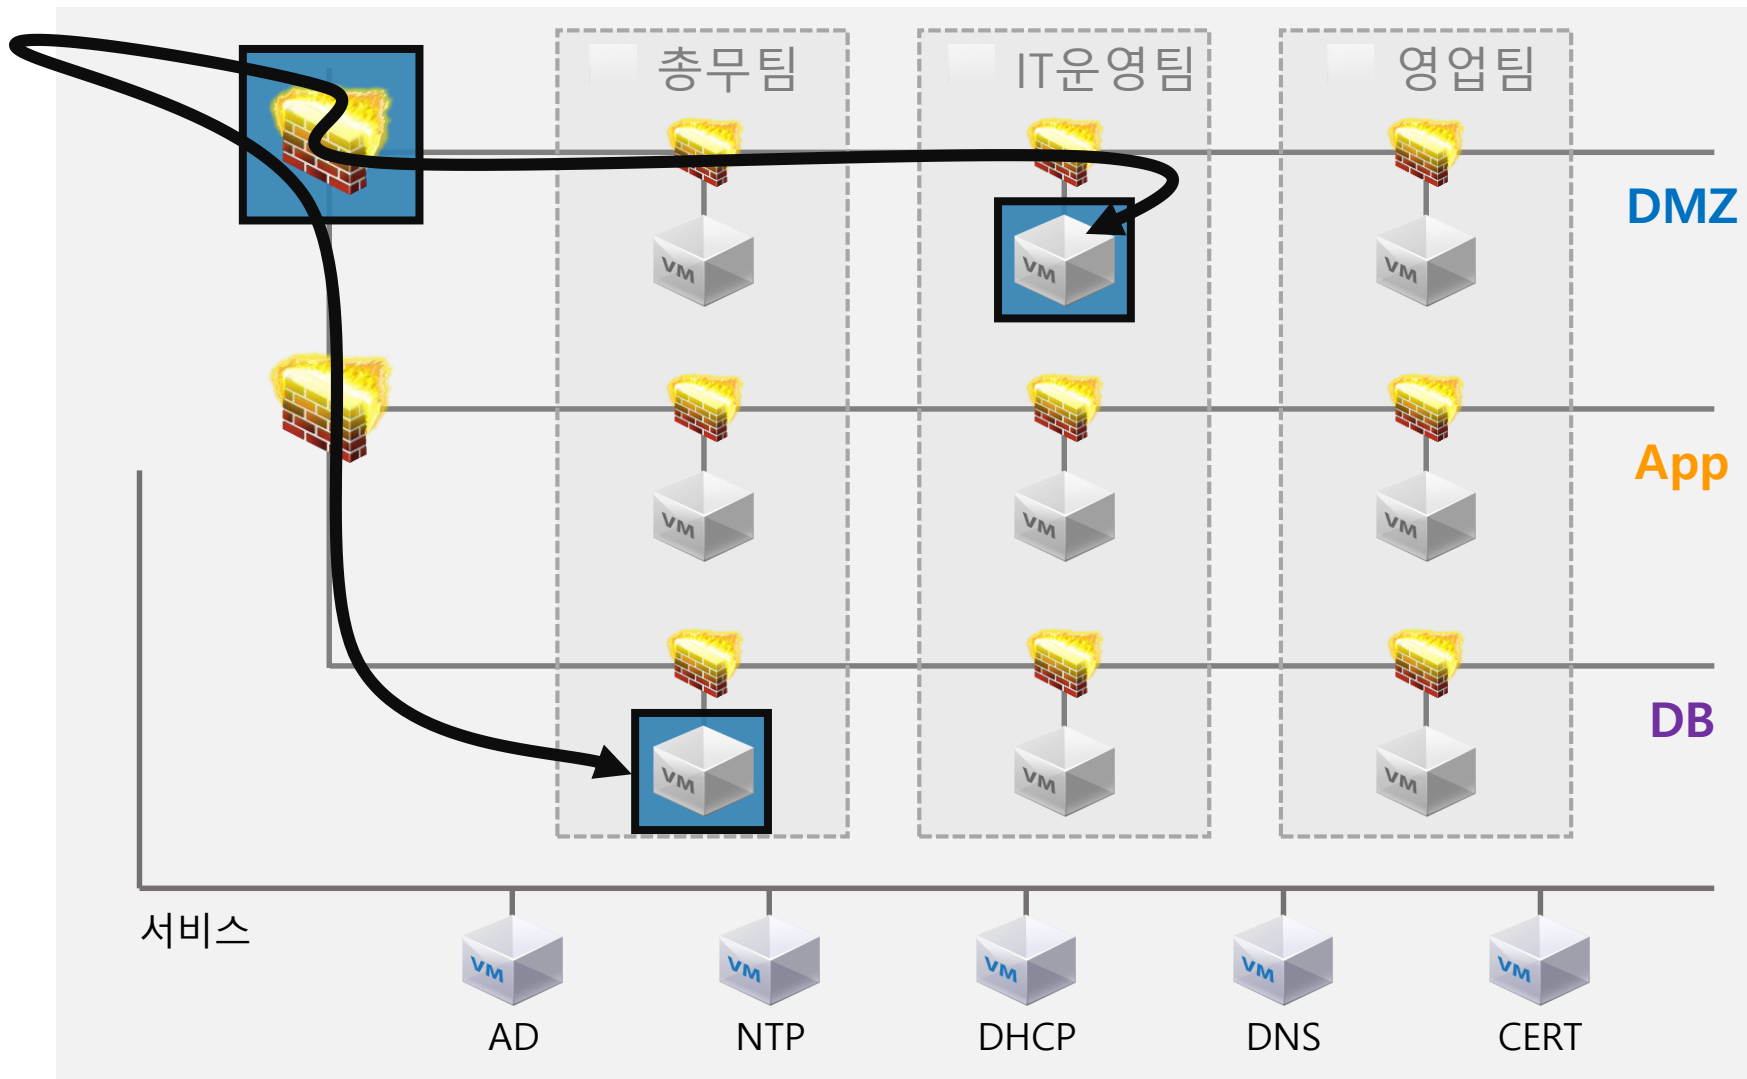 총무팀
IT운영팀
영업팀
DMZ
VM
VM
VM
App
VM
VM
VM
DB
VM
VM
VM
서비스
VM
VM
VM
VM
VM
AD
NTP
DHCP
DNS
CERT